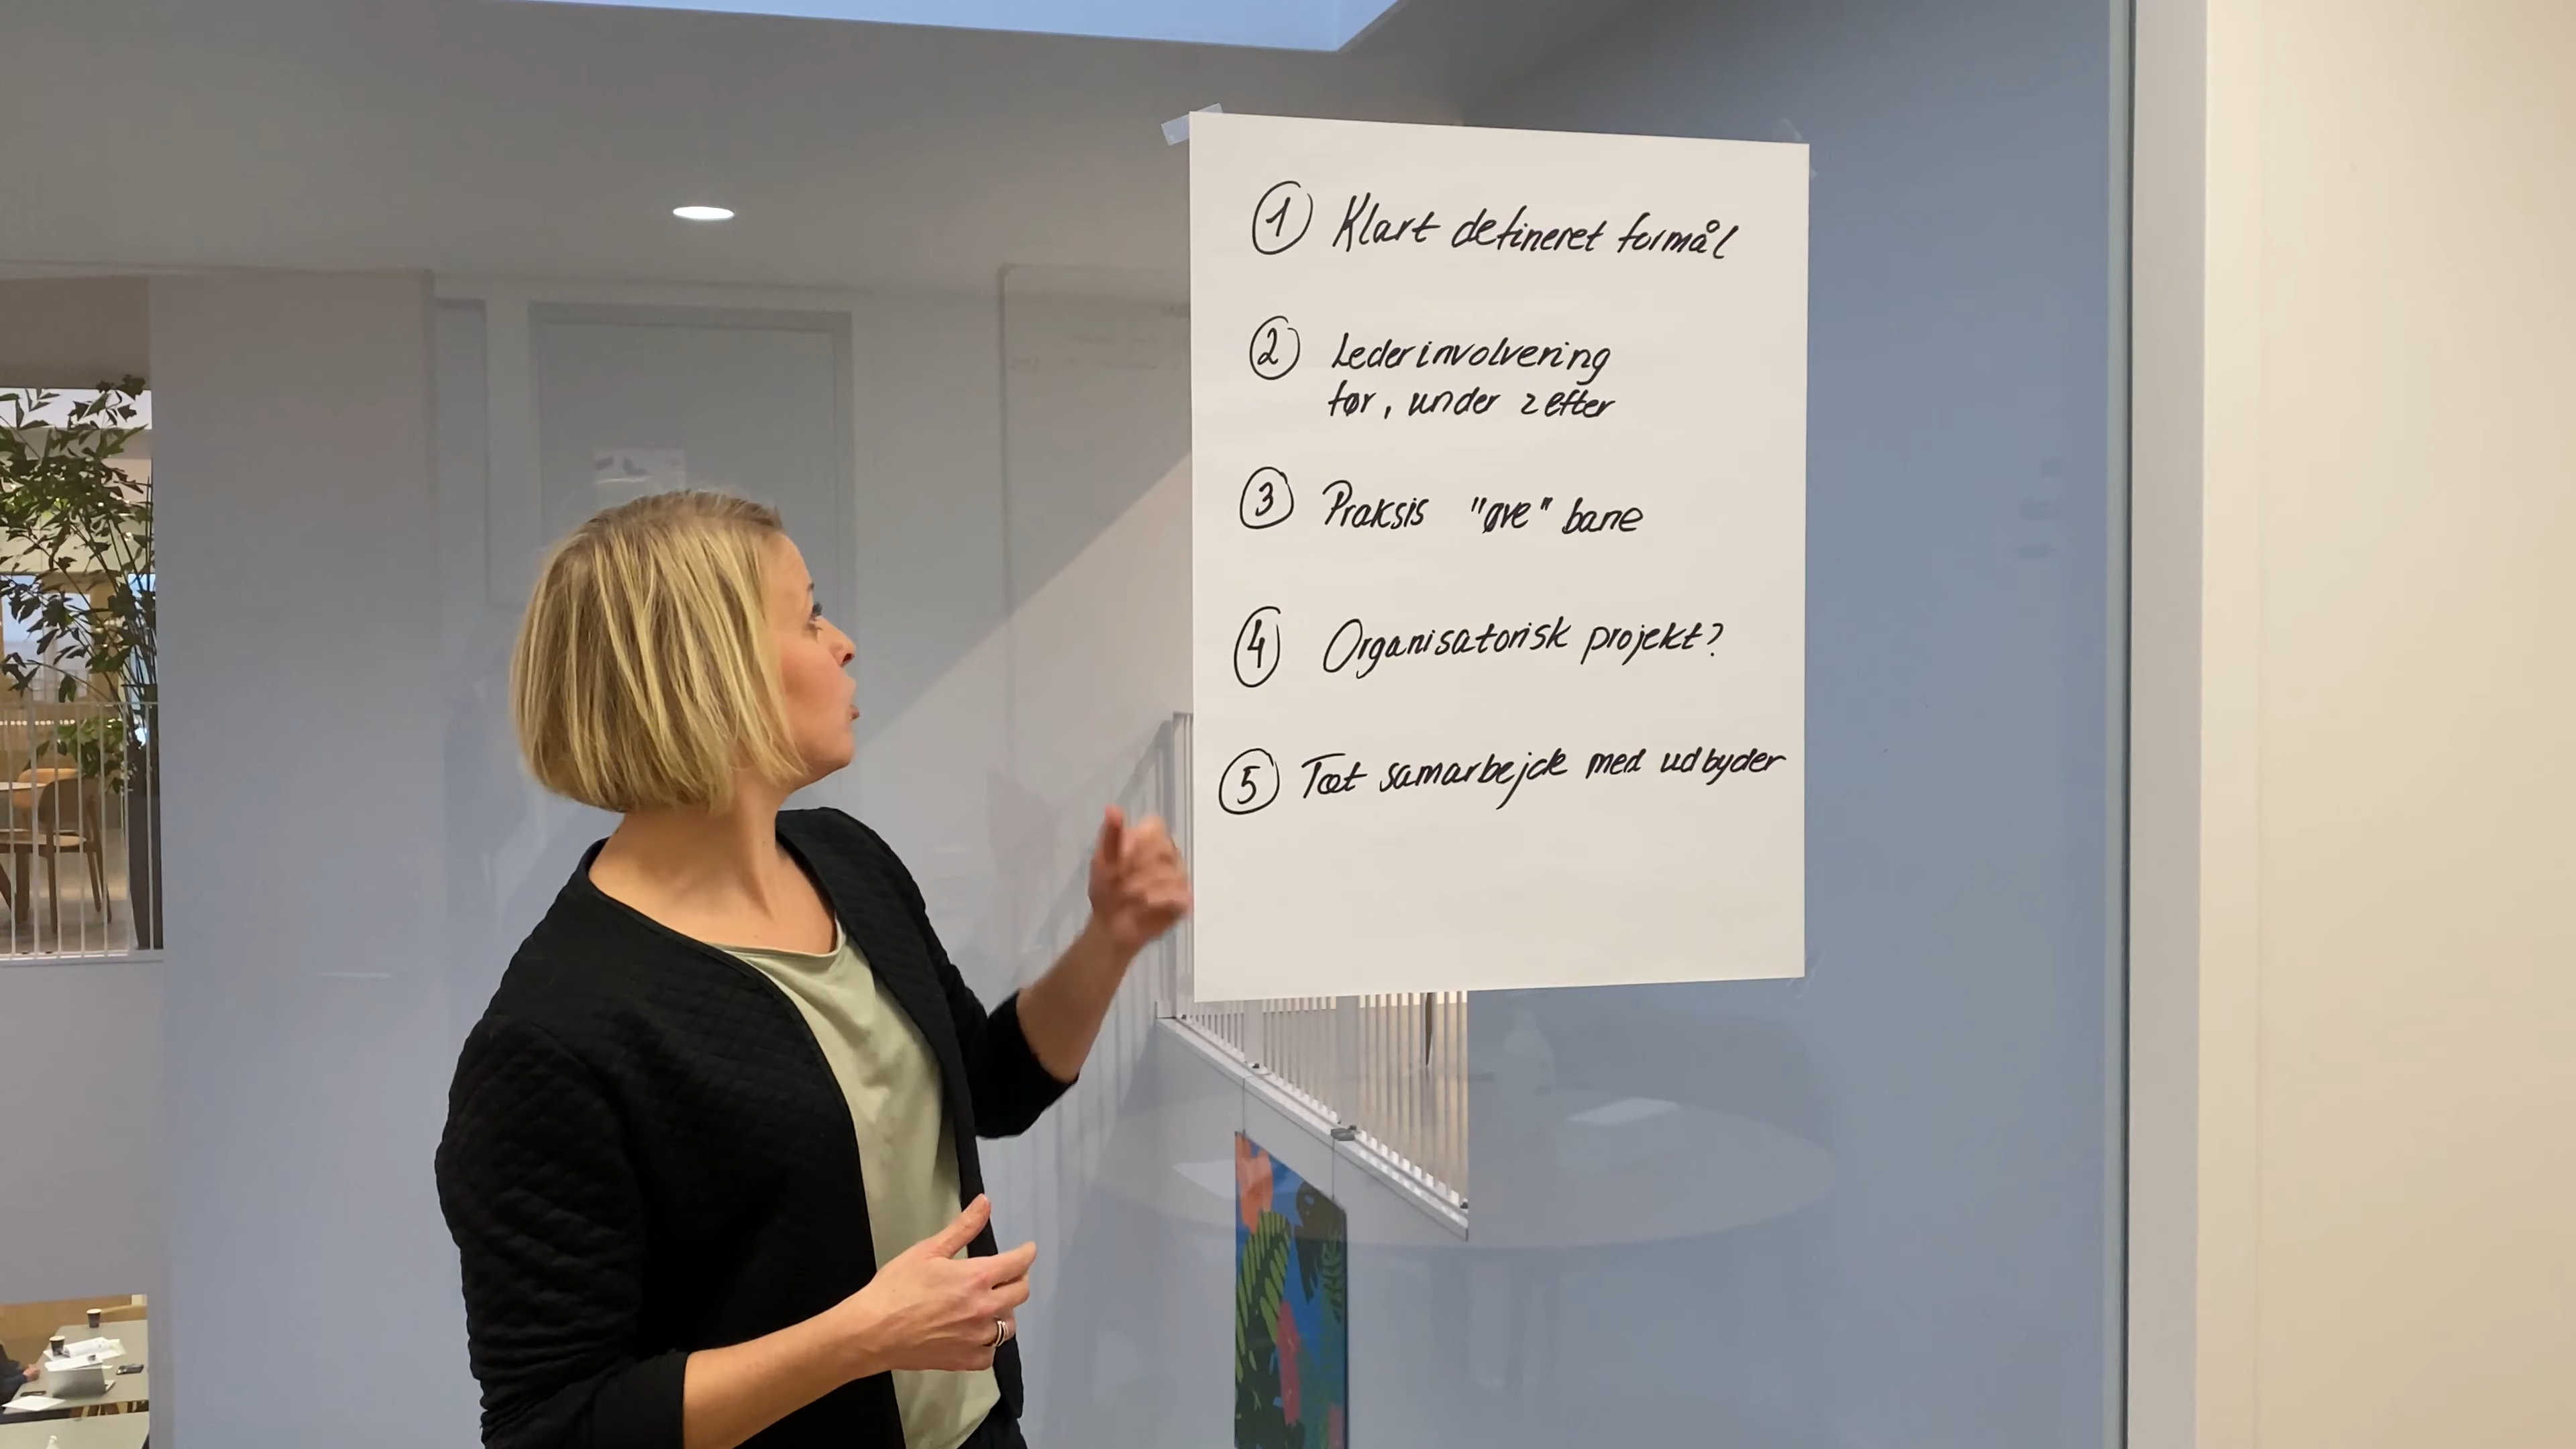 1 Klart defineret formål
2 Lederinvolvering
før, under & efter
3 Praksis "øve" bane
4 Organisatorisk projekt?
5 Tæt samarbejde med udbyder